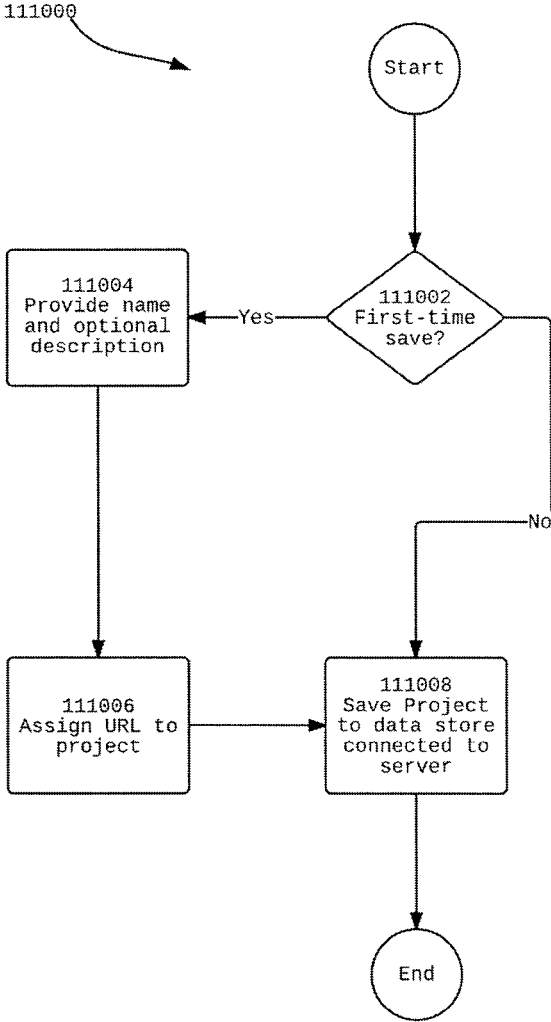 111000
Start
111004
Provide name
and optional
description
Yes
111002
First-time
save?
No
111006
Assign URL to
project
111008
Save Project
to data store
connected to
server
End